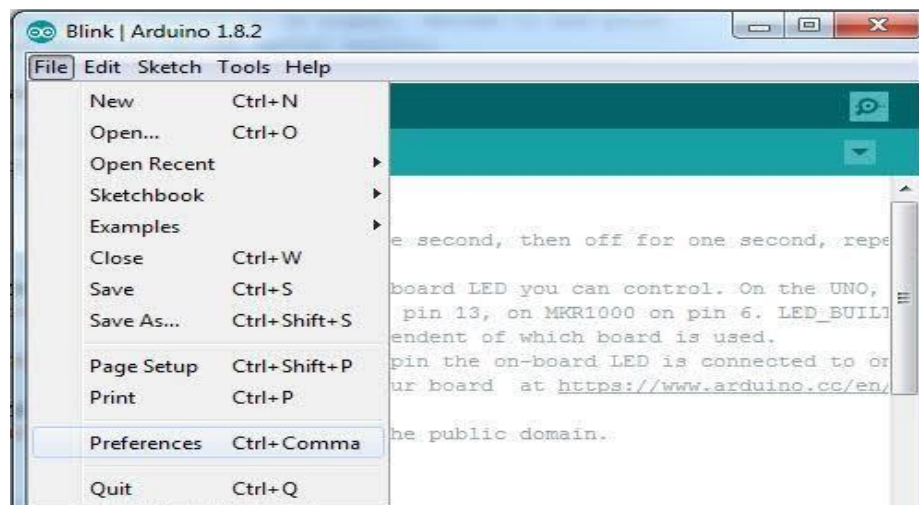 Blink | Arduino 1.8.2
File Edit Sketch Tools Help
New Ctrl+N
Open... Ctrl+O
Open Recent
Sketchbook
Examples
Close Ctrl+W
Save Ctrl+S
Save As... Ctrl+Shift+S
Page Setup Ctrl+Shift+P
Print Ctrl+P
Preferences Ctrl+Comma
Quit Ctrl+Q
e second, then off for one second, repe
board LED you can control. On the UNO,
pin 13, on MKR1000 on pin 6. LED_BUILT
endent of which board is used.
pin the on-board LED is connected to on
ur board at https://www.arduino.cc/en/
he public domain.